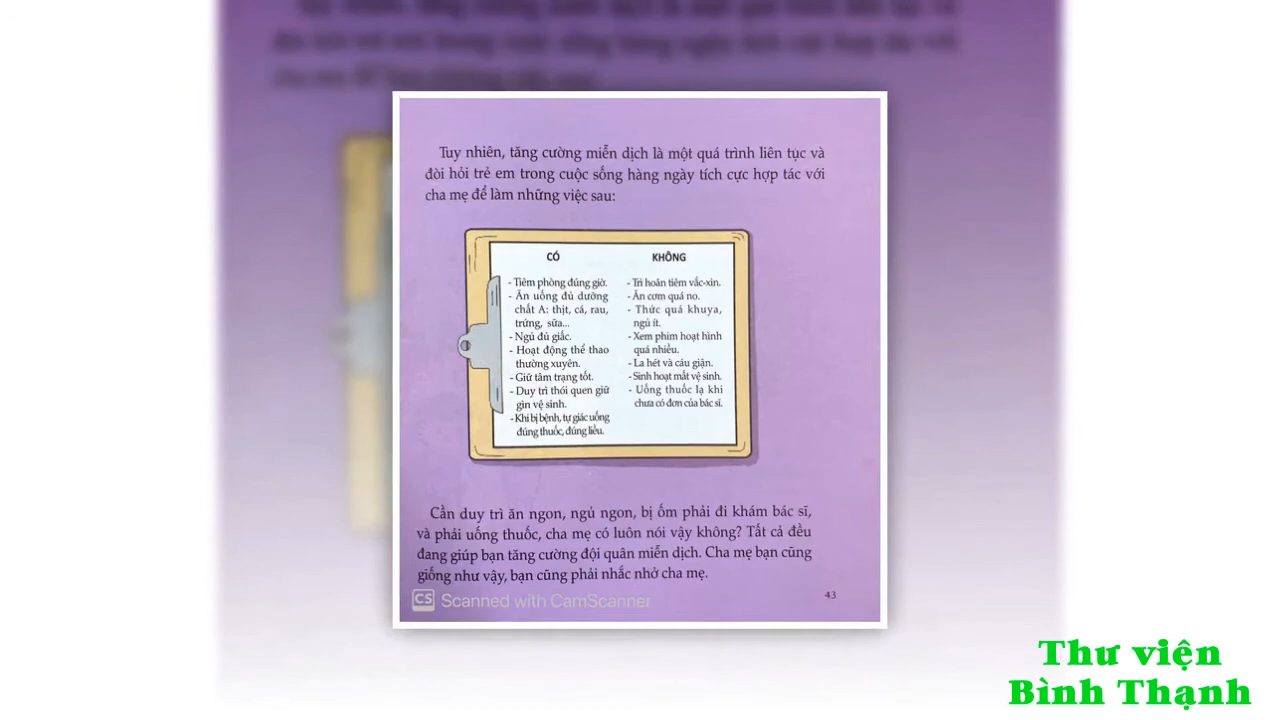 Tuy nhiên, tăng cường miễn dịch là một quá trình liên tục và
đòi hỏi trẻ em trong cuộc sống hàng ngày tích cực hợp tác với
cha mẹ để làm những việc sau:
CÓ
- Tiêm phòng đúng giờ.
- Ăn uống đủ dưỡng
chất A: thịt, cá, rau,
trứng, sữa...
- Ngủ đủ giấc.
- Hoạt động thể thao
thường xuyên.
- Giữ tâm trạng tốt.
- Duy trì thói quen giữ
gìn vệ sinh.
- Khi bị bệnh, tự giác uống
đúng thuốc, đúng liều.
KHÔNG
- Trì hoãn tiêm vắc-xin.
- Ăn cơm quá no.
- Thức quá khuya,
ngủ ít.
- Xem phim hoạt hình
quá nhiều.
- La hét và cáu giận.
- Sinh hoạt mất vệ sinh.
- Uống thuốc lạ khi
chưa có đơn của bác sĩ.
Cần duy trì ăn ngon, ngủ ngon, bị ốm phải đi khám bác sĩ,
và phải uống thuốc, cha mẹ có luôn nói vậy không? Tất cả đều
đang giúp bạn tăng cường đội quân miễn dịch. Cha mẹ bạn cũng
giống như vậy, bạn cũng phải nhắc nhở cha mẹ.
43
CS Scanned with CamScanner
Thư viện
Bình Thạnh